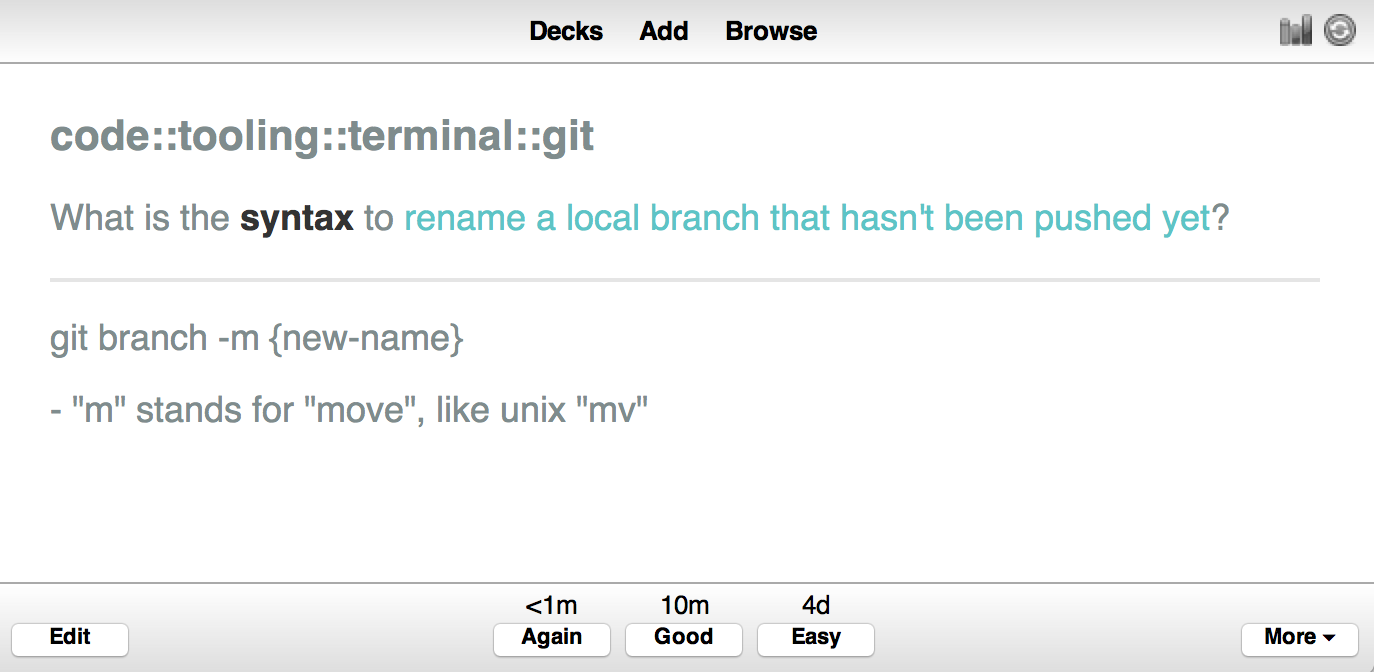 Decks Add Browse
code::tooling::terminal::git
What is the syntax to rename a local branch that hasn't been pushed yet?
git branch -m {new-name}
- "m" stands for "move", like unix "mv"
<1m 10m 4d
Edit Again Good Easy More